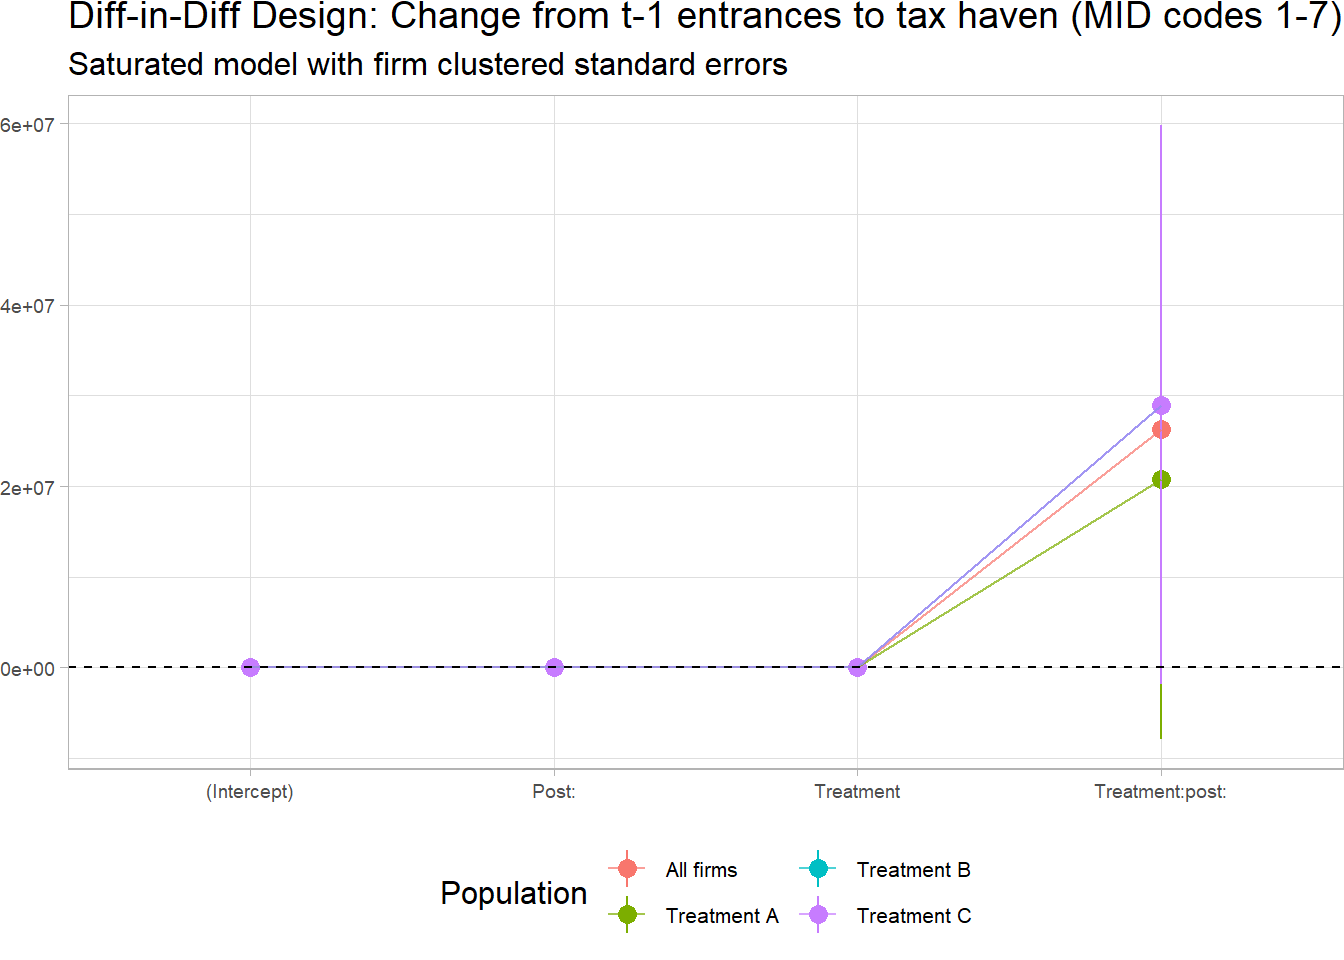 Diff-in-Diff Design: Change from t-1 entrances to tax haven (MID codes 1-7)
Saturated model with firm clustered standard errors
6e+07
4e+07
2e+07
0e+00
(Intercept) Post: Treatment Treatment:post:
Population
All firms Treatment B
Treatment A Treatment C